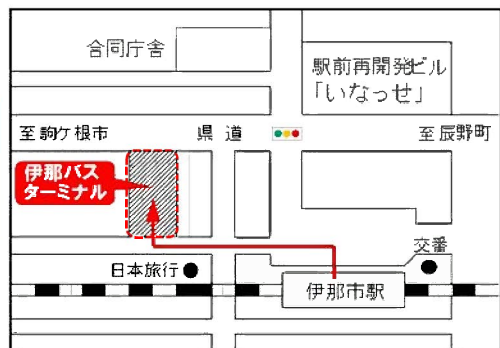 合同庁舎
駅前再開発ビル
「いなっせ」
至駒ケ根市
県道
至辰野町
伊那バス
ターミナル
交番
日本旅行
伊那市駅